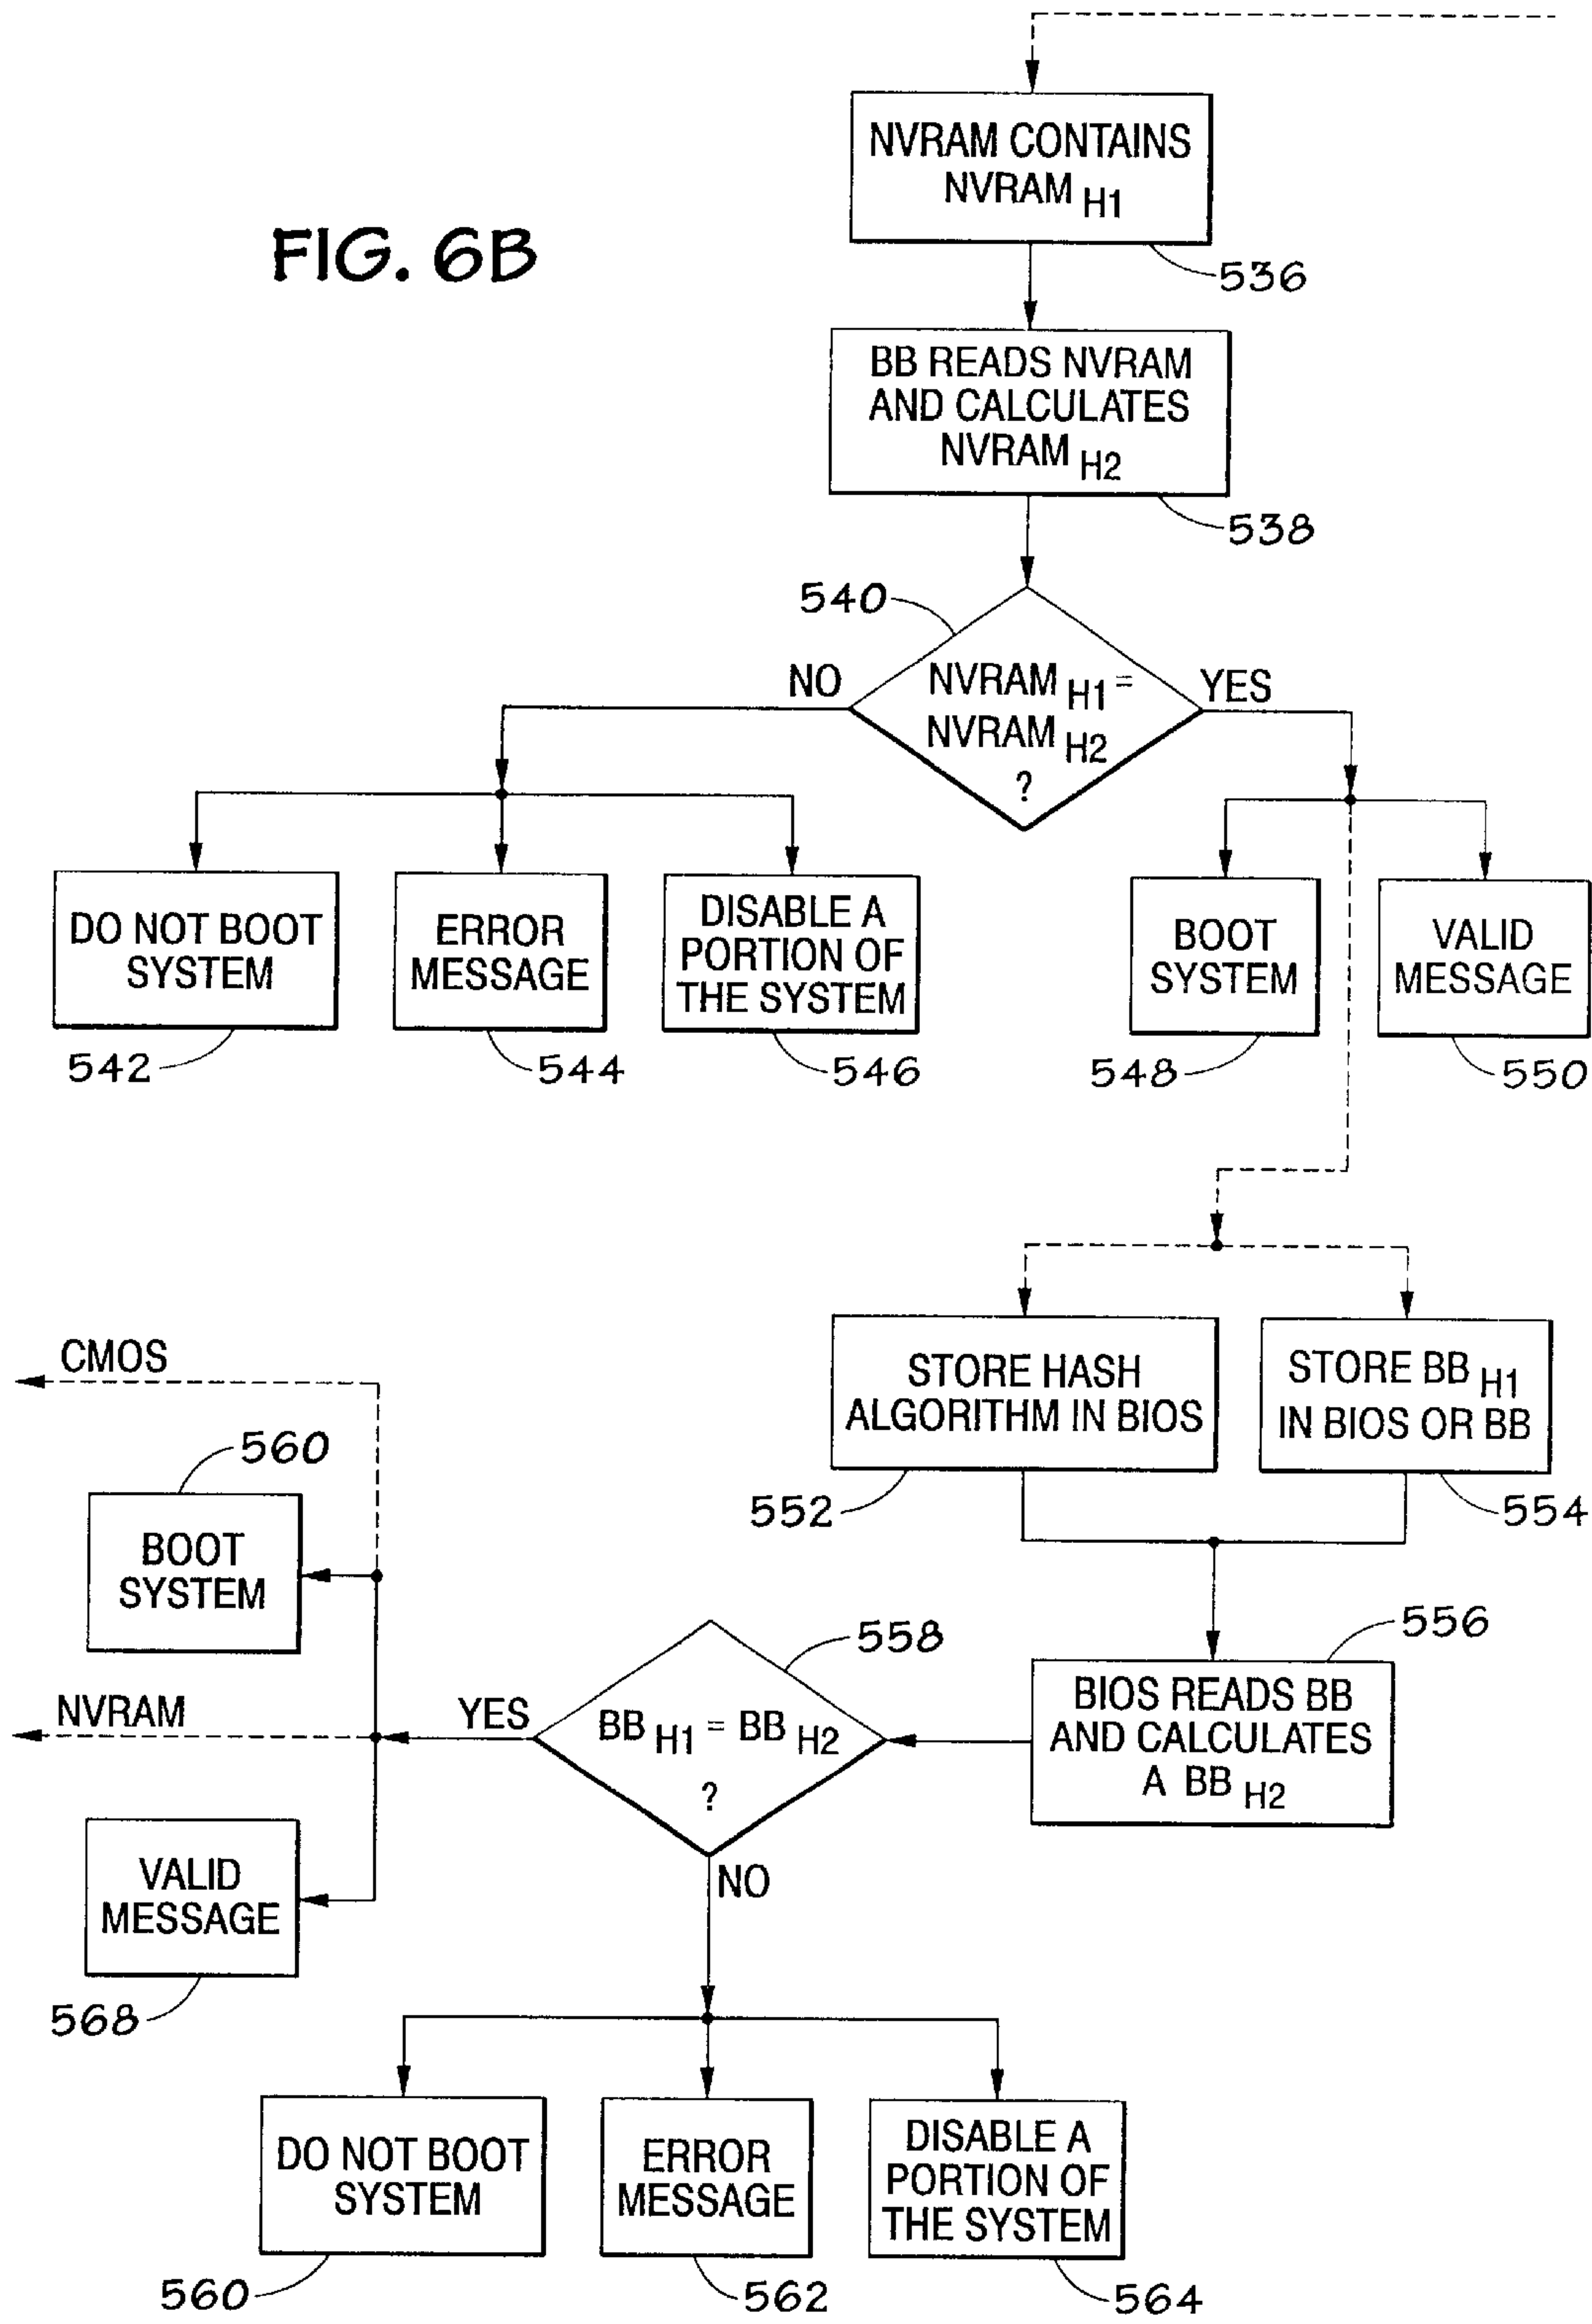 FIG. 6B
NVRAM CONTAINS
NVRAM H1
536
BB READS NVRAM
AND CALCULATES
NVRAM H2
538
540
NO
NVRAM H1 =
NVRAM H2
?
YES
DO NOT BOOT
SYSTEM
542
ERROR
MESSAGE
544
DISABLE A
PORTION OF
THE SYSTEM
546
BOOT
SYSTEM
548
VALID
MESSAGE
550
STORE HASH
ALGORITHM IN BIOS
552
STORE BB H1
IN BIOS OR BB
554
CMOS
560
BOOT
SYSTEM
NVRAM
YES
558
BB H1 = BB H2
?
NO
556
BIOS READS BB
AND CALCULATES
A BB H2
VALID
MESSAGE
568
DO NOT BOOT
SYSTEM
560
ERROR
MESSAGE
562
DISABLE A
PORTION OF
THE SYSTEM
564